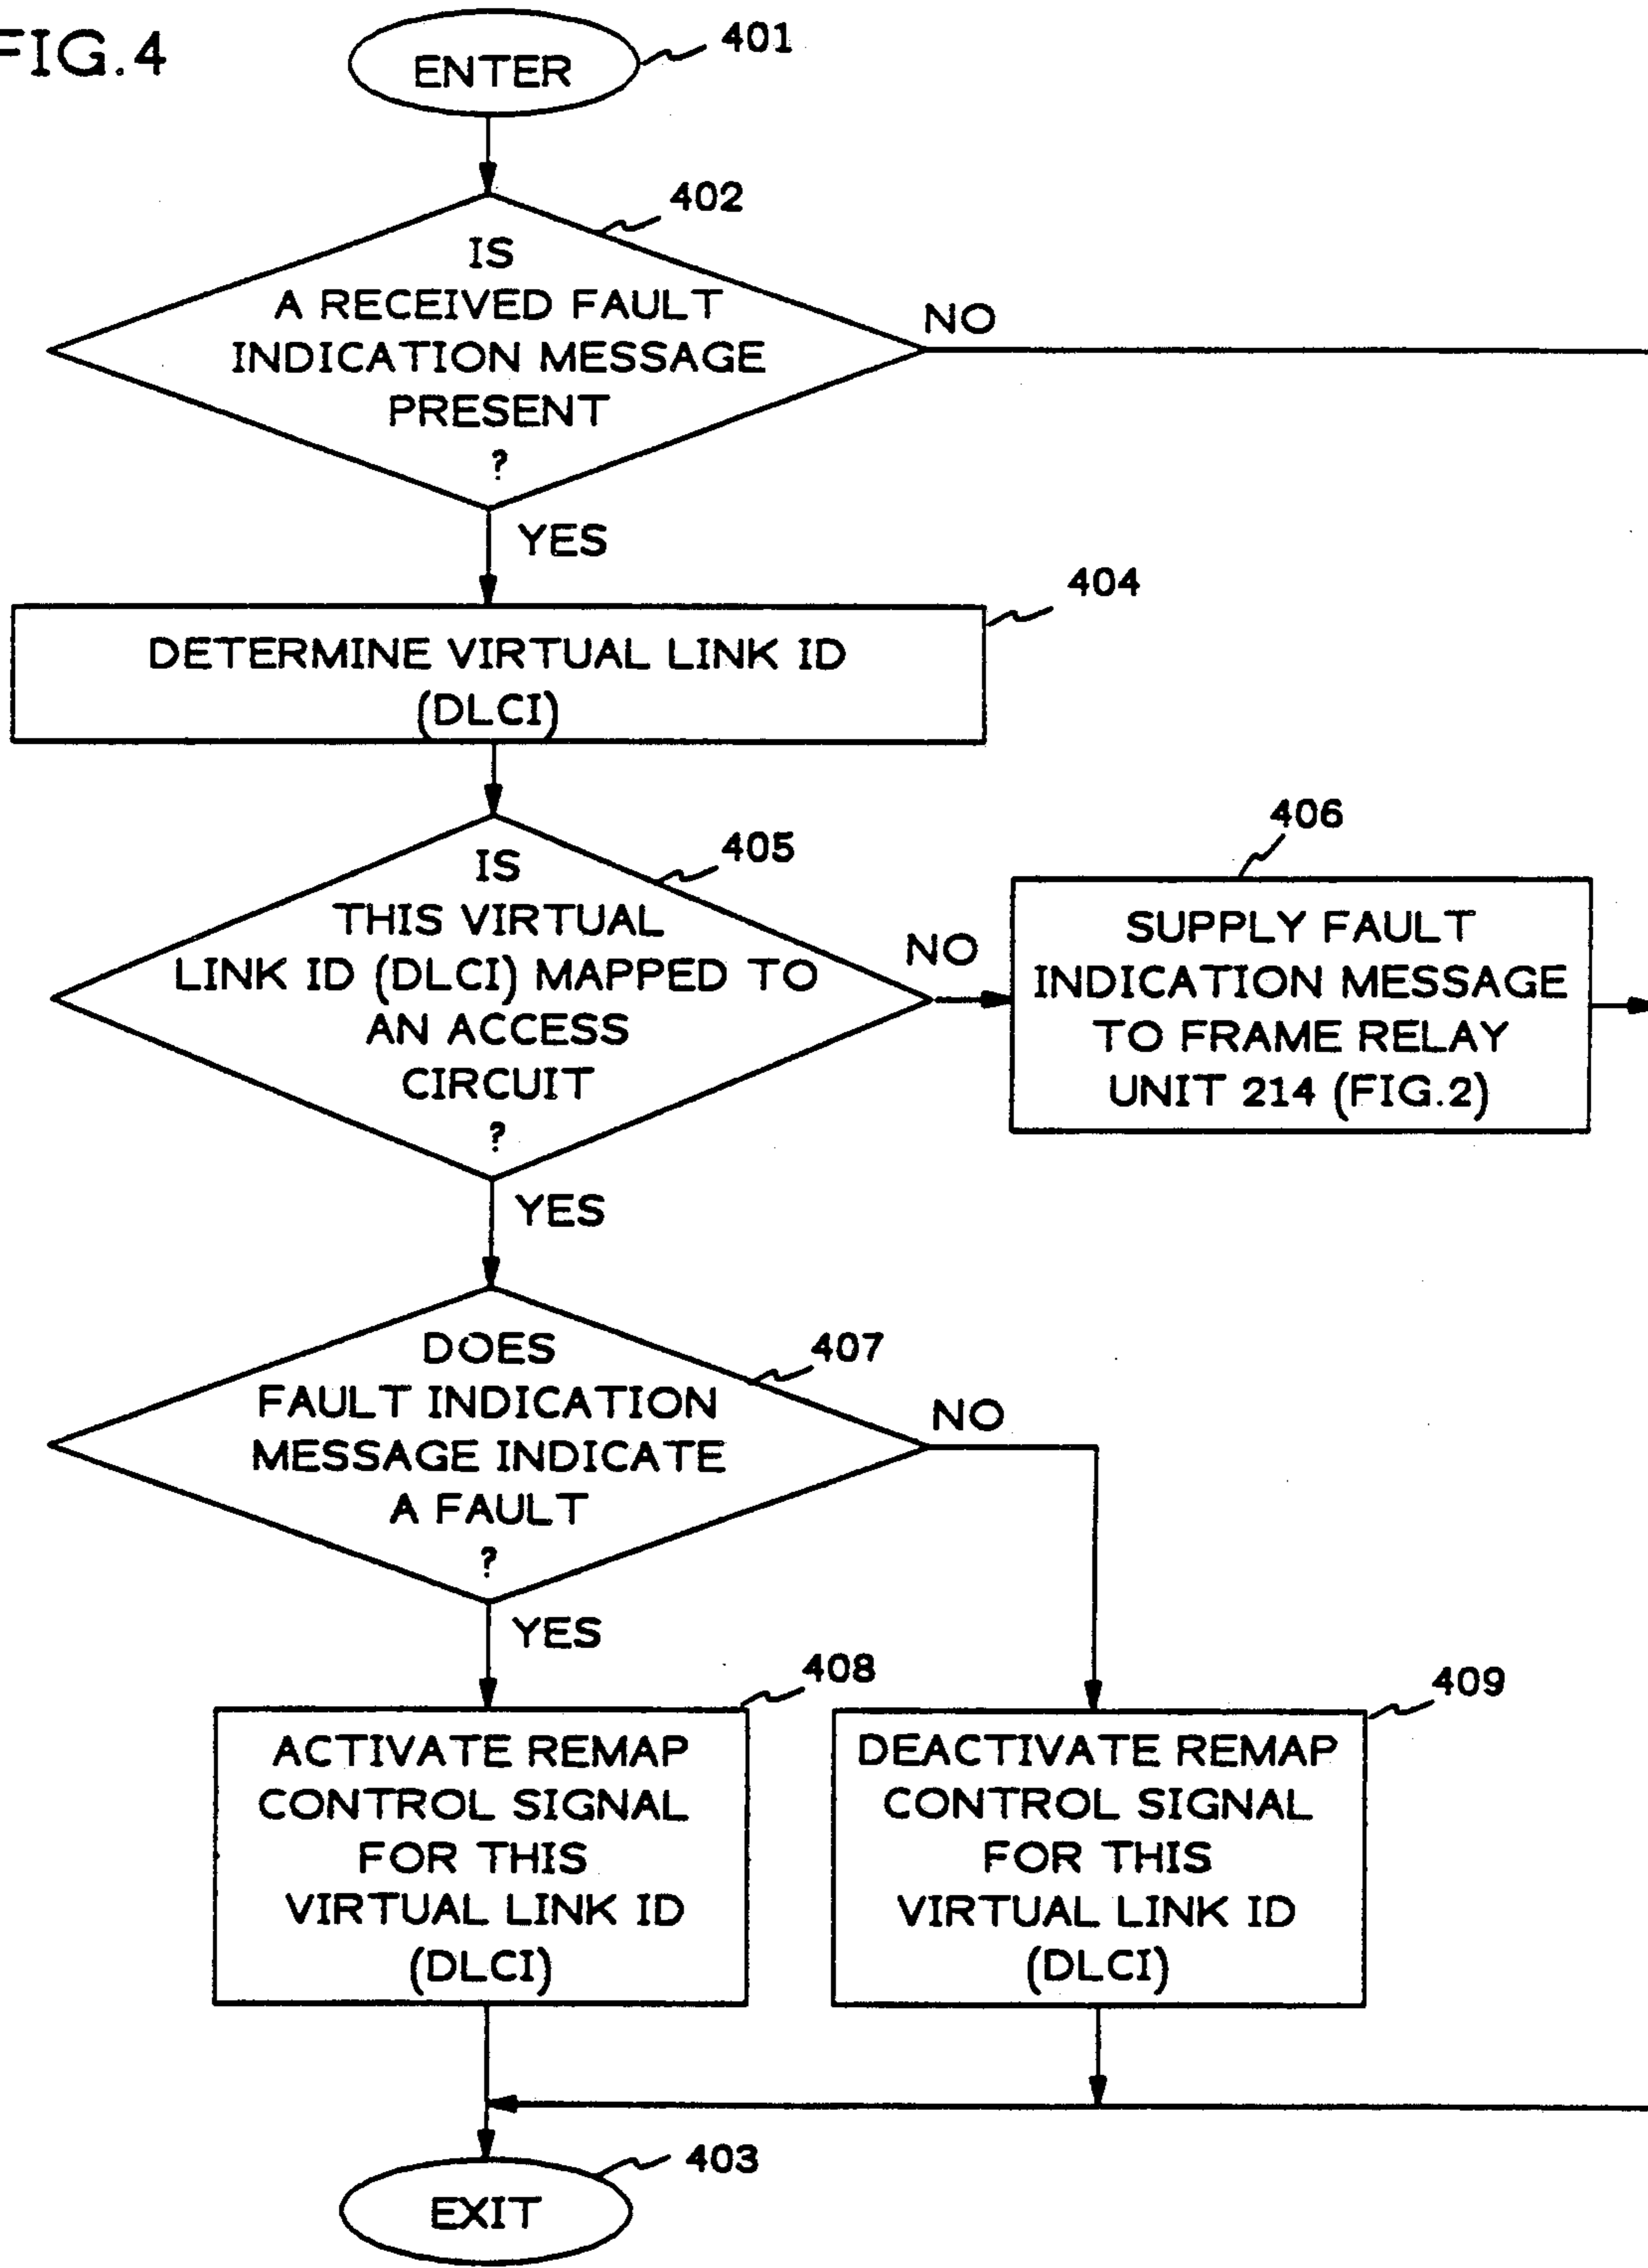 FIG.4
ENTER
401
402
IS
A RECEIVED FAULT
INDICATION MESSAGE
PRESENT
?
NO
YES
404
DETERMINE VIRTUAL LINK ID
(DLCI)
405
IS
THIS VIRTUAL
LINK ID (DLCI) MAPPED TO
AN ACCESS
CIRCUIT
?
NO
406
SUPPLY FAULT
INDICATION MESSAGE
TO FRAME RELAY
UNIT 214 (FIG.2)
YES
407
DOES
FAULT INDICATION
MESSAGE INDICATE
A FAULT
?
NO
YES
408
ACTIVATE REMAP
CONTROL SIGNAL
FOR THIS
VIRTUAL LINK ID
(DLCI)
409
DEACTIVATE REMAP
CONTROL SIGNAL
FOR THIS
VIRTUAL LINK ID
(DLCI)
403
EXIT